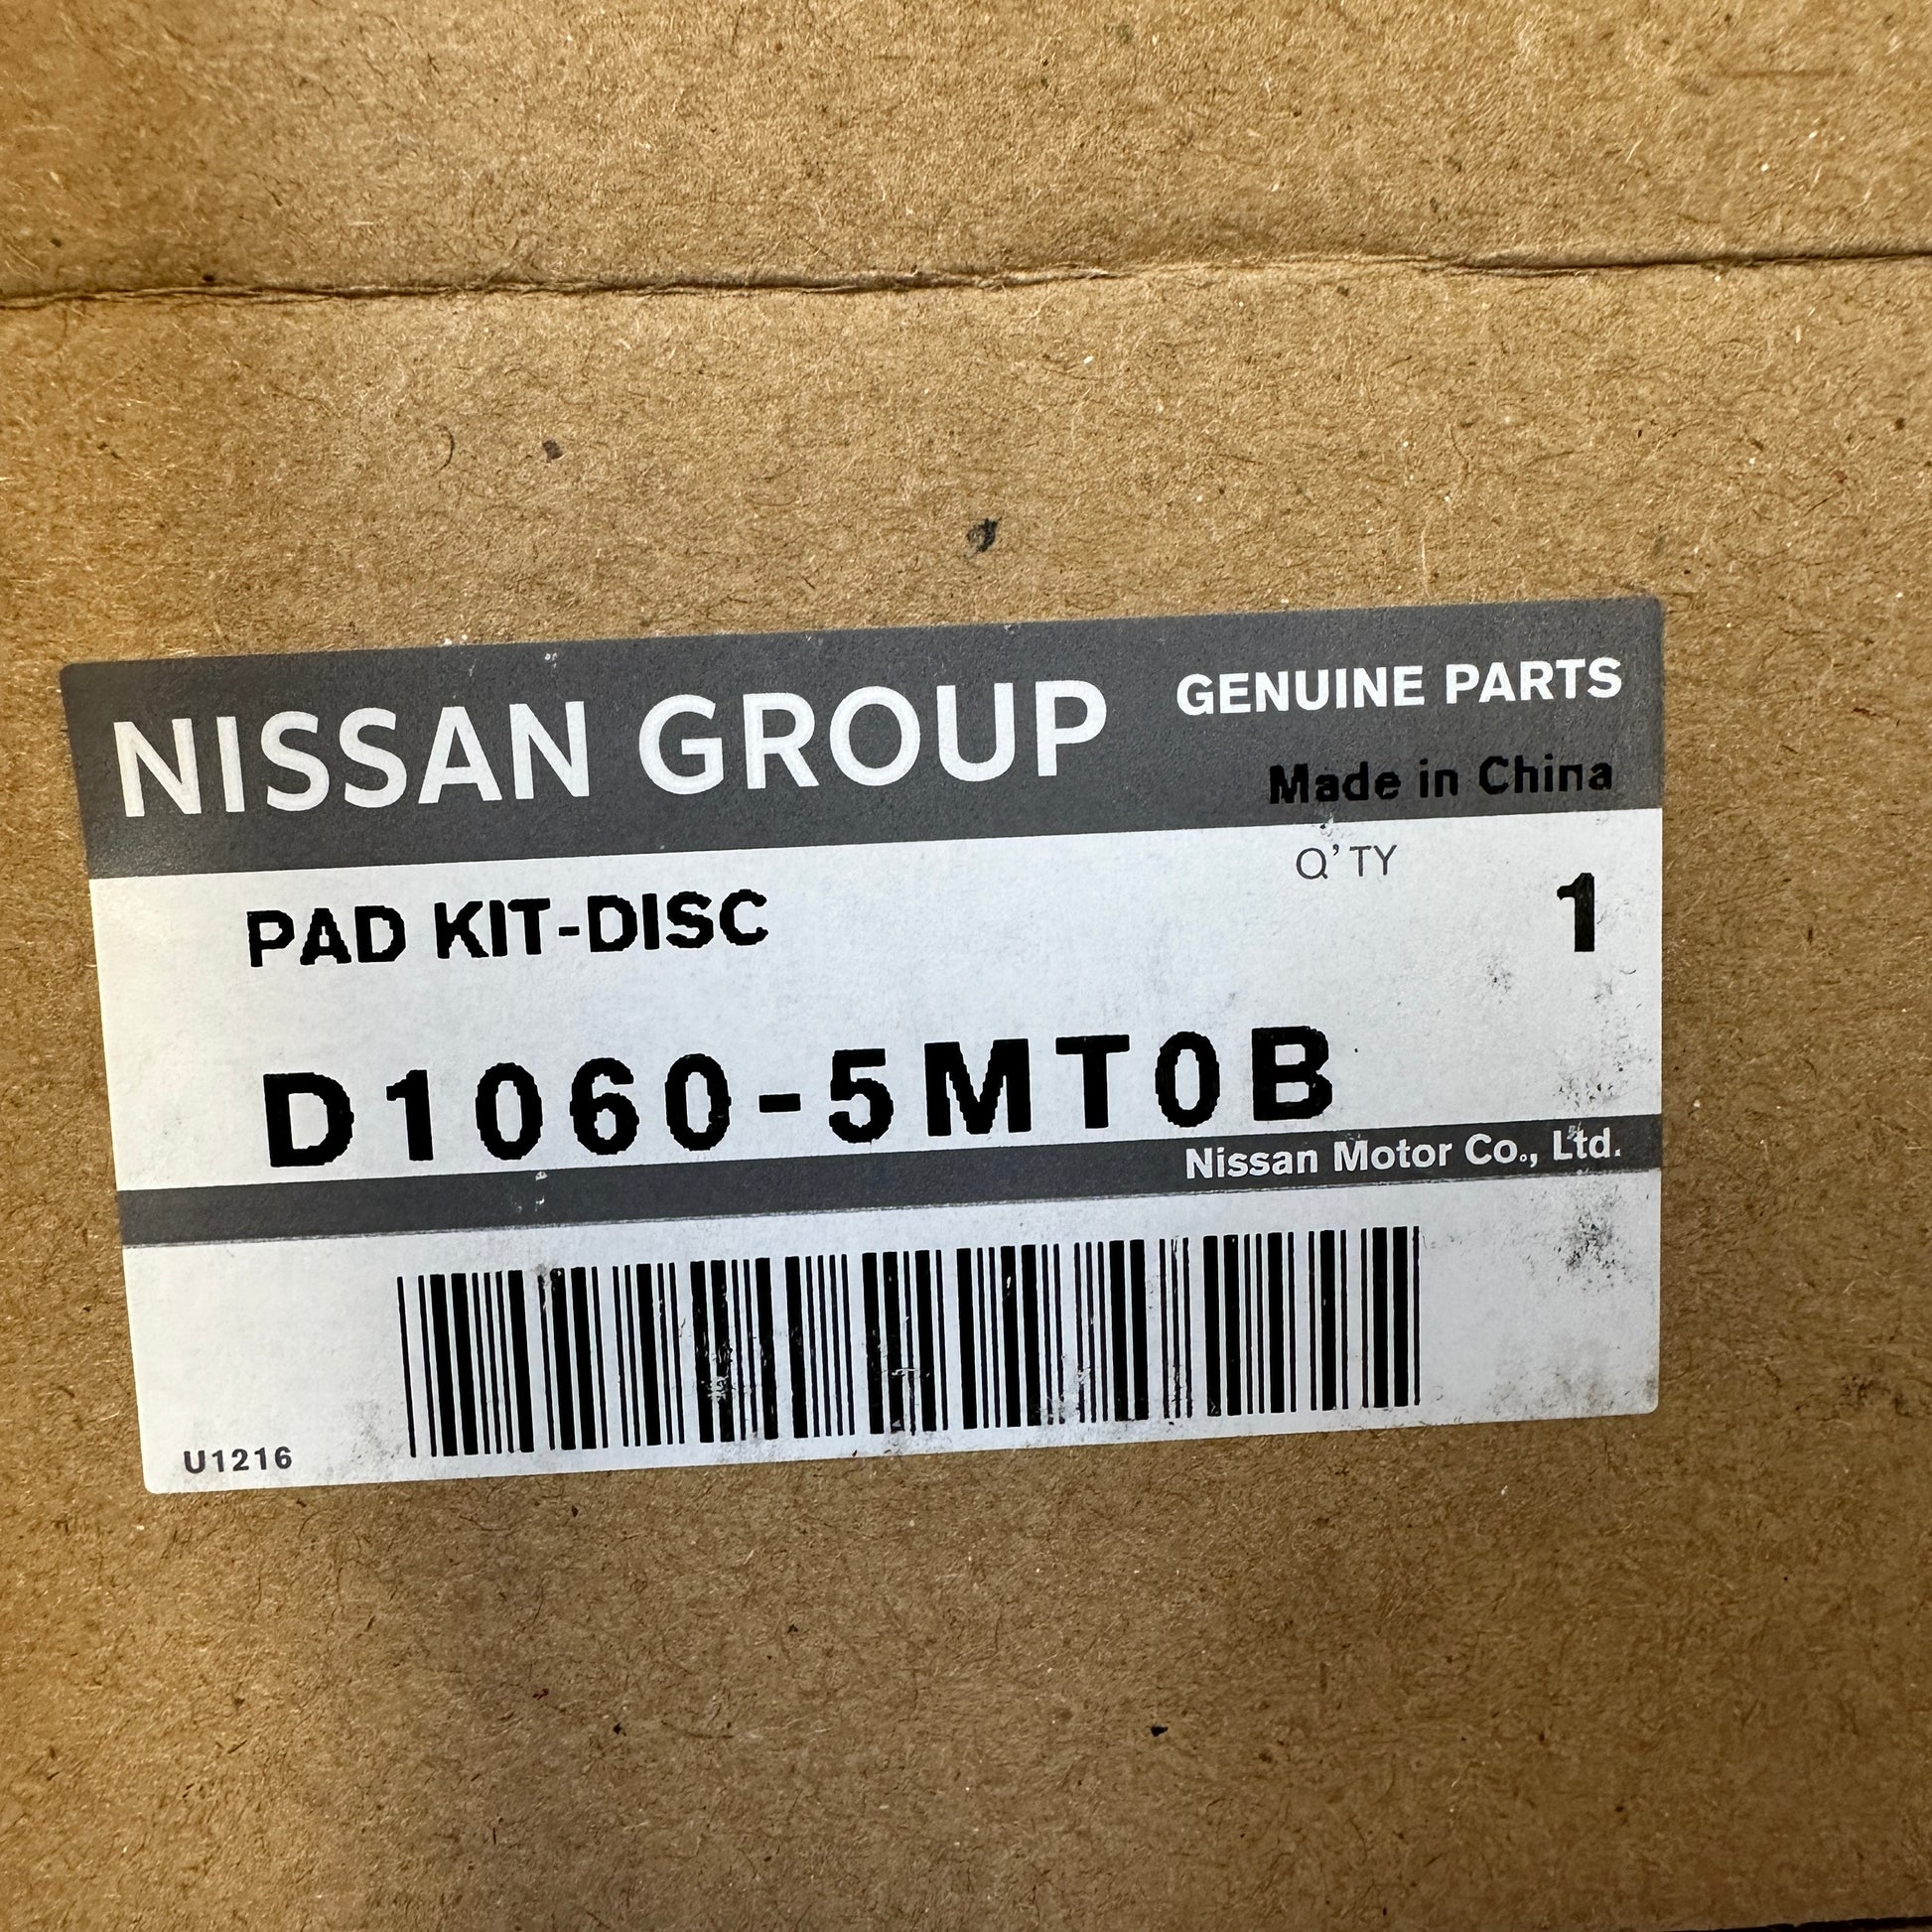 NISSAN GROUP
GENUINE PARTS
Made in China
Q'TY
PAD KIT-DISC
1
D1060-5MT0B
Nissan Motor Co., Ltd.
U1216